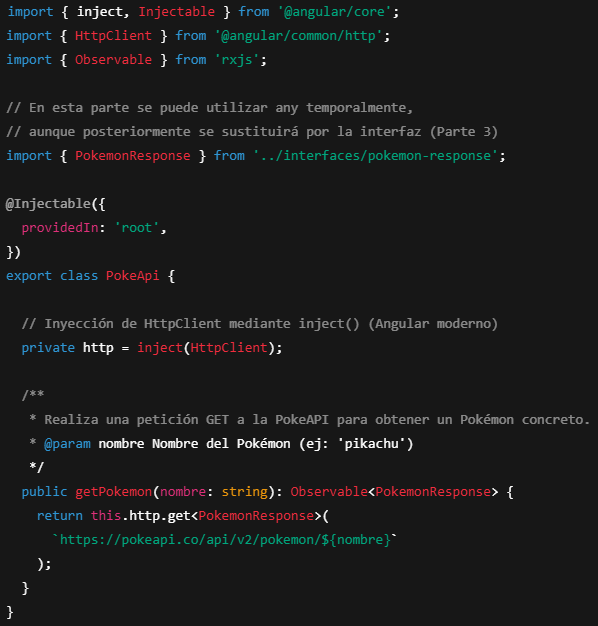 import { inject, Injectable } from '@angular/core';
import { HttpClient } from '@angular/common/http';
import { Observable } from 'rxjs';

// En esta parte se puede utilizar any temporalmente,
// aunque posteriormente se sustituirá por la interfaz (Parte 3)
import { PokemonResponse } from '../interfaces/pokemon-response';

@Injectable({
  providedIn: 'root',
})
export class PokeApi {

  // Inyección de HttpClient mediante inject() (Angular moderno)
  private http = inject(HttpClient);

  /**
   * Realiza una petición GET a la PokeAPI para obtener un Pokémon concreto.
   * @param nombre Nombre del Pokémon (ej: 'pikachu')
   */
  public getPokemon(nombre: string): Observable<PokemonResponse> {
    return this.http.get<PokemonResponse>(
      `https://pokeapi.co/api/v2/pokemon/${nombre}`
    );
  }
}